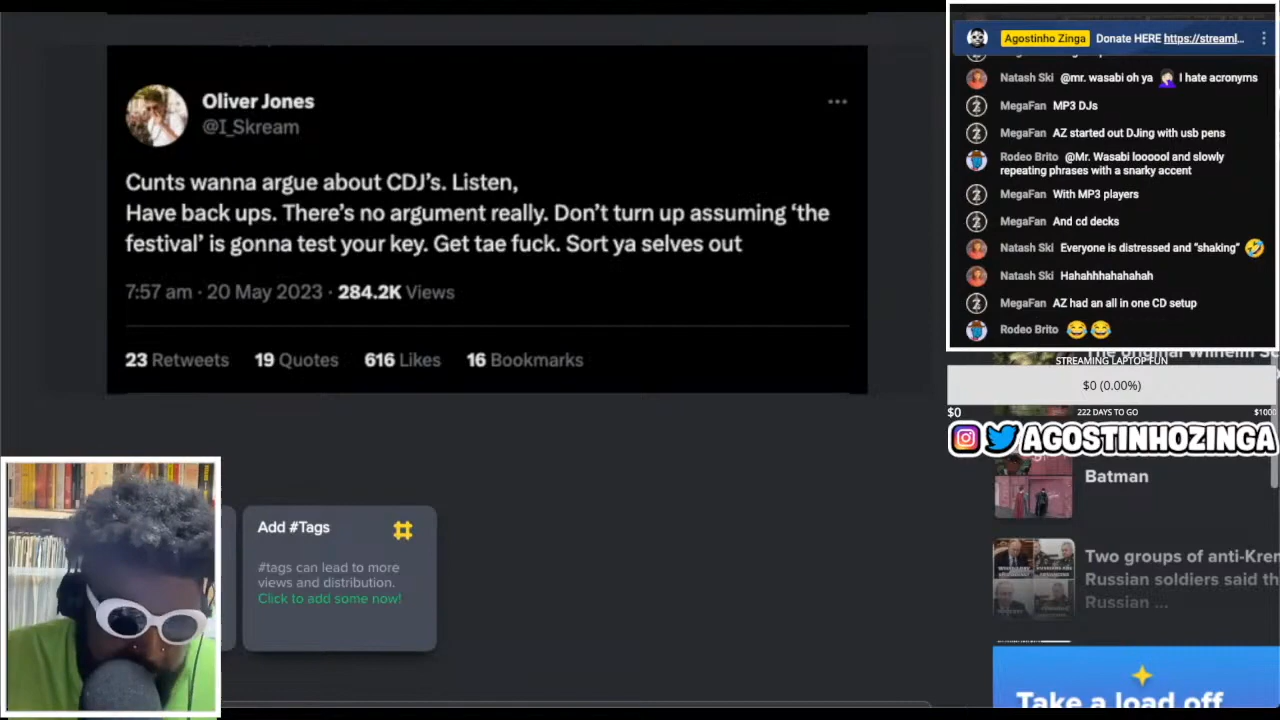 Oliver Jones
@I_Skream
Cunts wanna argue about CDJ's. Listen,
Have back ups. There's no argument really. Don't turn up assuming 'the
festival' is gonna test your key. Get tae fuck. Sort ya selves out
7:57 am · 20 May 2023 · 284.2K Views
23 Retweets 19 Quotes 616 Likes 16 Bookmarks
Add #Tags
#tags can lead to more
views and distribution.
Click to add some now!
Agostinho Zinga Donate HERE https://streaml...
Natash Ski @mr. wasabi oh ya 🤦🏻‍♀️ I hate acronyms
MegaFan MP3 DJs
MegaFan AZ started out DJing with usb pens
Rodeo Brito @Mr. Wasabi loooool and slowly
repeating phrases with a snarky accent
MegaFan With MP3 players
MegaFan And cd decks
Natash Ski Everyone is distressed and “shaking” 🤣
Natash Ski Hahahhhahahahah
MegaFan AZ had an all in one CD setup
Rodeo Brito 😂😂
The original Wilhelm
STREAMING LAPTOP FUN
$0 (0.00%)
$0 222 DAYS TO GO $1000
AGOSTINHOZINGA
Batman
Two groups of anti-Kre
Russian soldiers said th
Russian ...
Take a load off